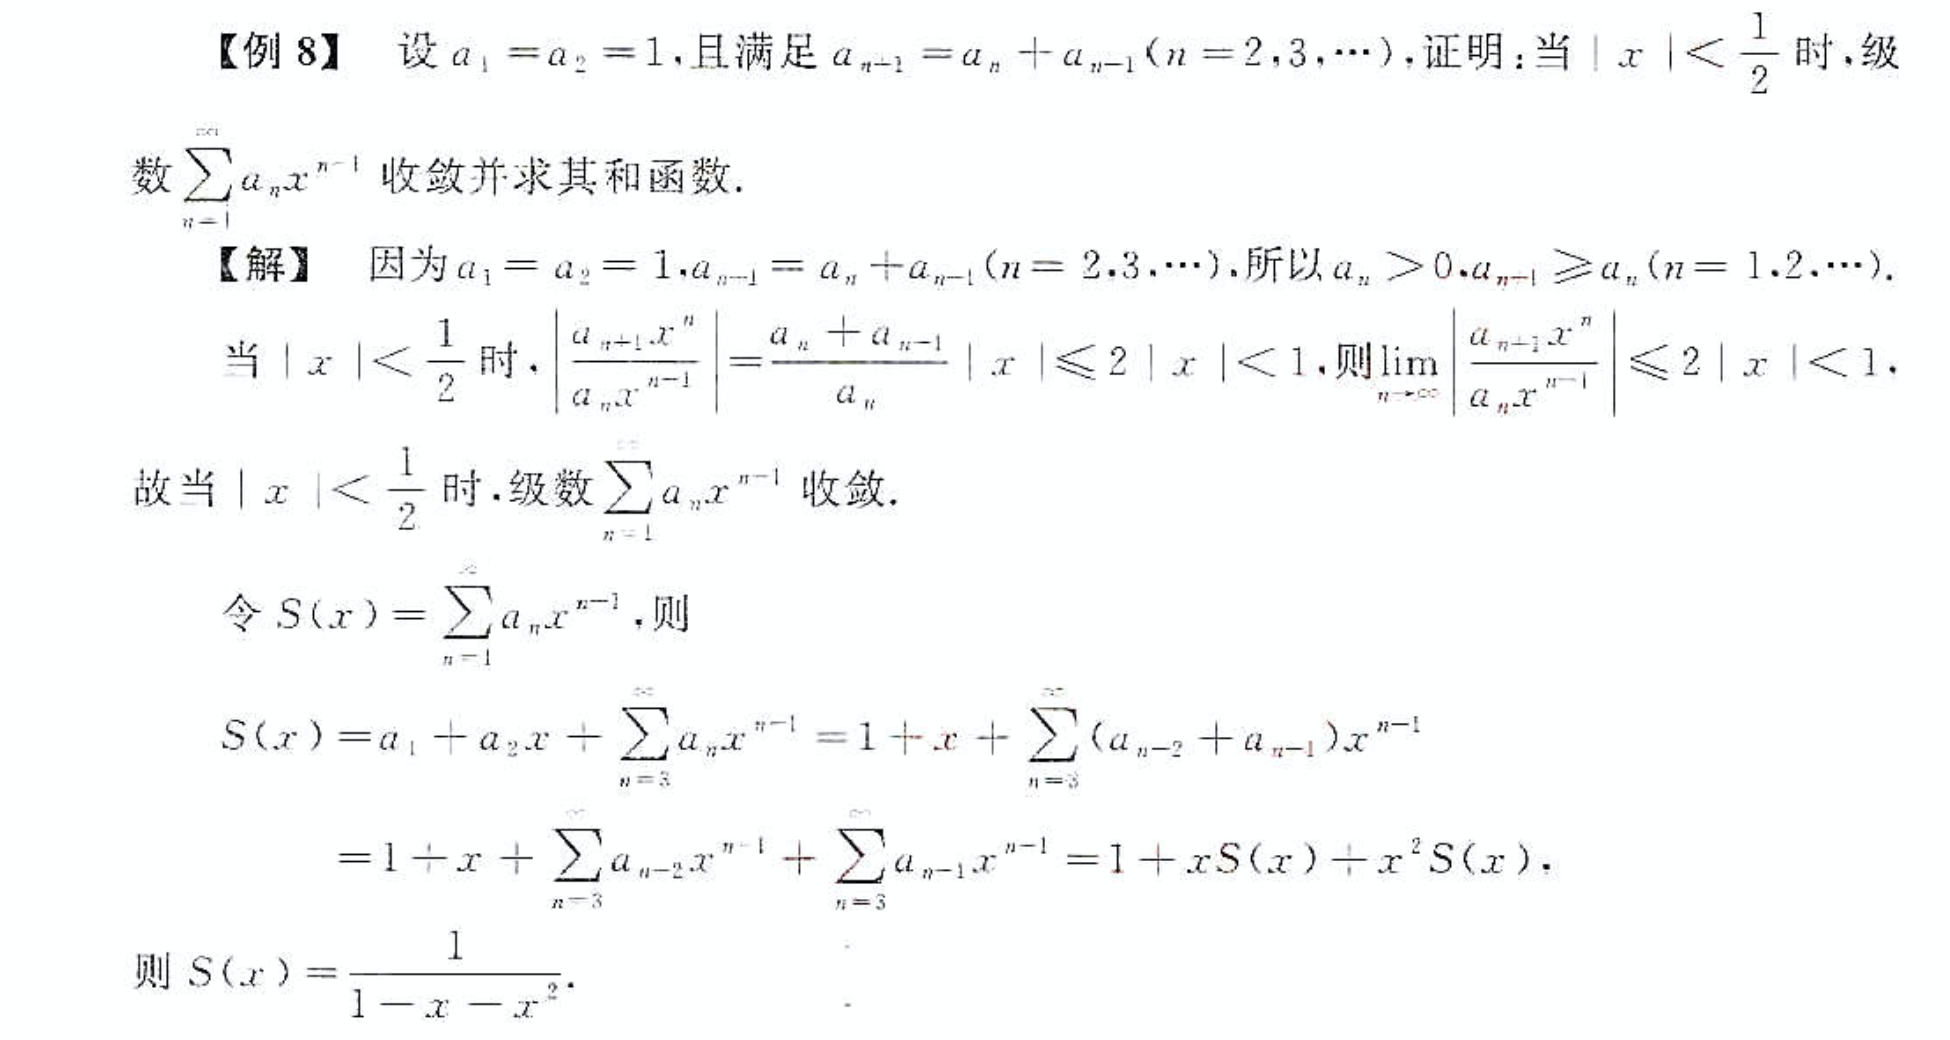 【例 8】 设 a₁ = a₂ = 1,且满足 aₙ₊₁ = aₙ + aₙ₋₁ (n = 2,3,⋯),证明:当 | x | < 1/2 时,级
数 ∑_{n=1}^{∞} aₙxⁿ⁻¹ 收敛并求其和函数.
【解】 因为 a₁ = a₂ = 1,aₙ₊₁ = aₙ + aₙ₋₁ (n = 2,3,⋯),所以 aₙ > 0,aₙ₊₁ ⩾ aₙ (n = 1,2,⋯).
当 | x | < 1/2 时,| aₙ₊₁xⁿ / aₙxⁿ⁻¹ | = (aₙ + aₙ₋₁)/aₙ | x | ⩽ 2 | x | < 1,则 lim_{n→∞} | aₙ₊₁xⁿ / aₙxⁿ⁻¹ | ⩽ 2 | x | < 1,
故当 | x | < 1/2 时,级数 ∑_{n=1}^{∞} aₙxⁿ⁻¹ 收敛.
令 S(x) = ∑_{n=1}^{∞} aₙxⁿ⁻¹,则
S(x) = a₁ + a₂x + ∑_{n=3}^{∞} aₙxⁿ⁻¹ = 1 + x + ∑_{n=3}^{∞} (aₙ₋₂ + aₙ₋₁)xⁿ⁻¹
= 1 + x + ∑_{n=3}^{∞} aₙ₋₂xⁿ⁻¹ + ∑_{n=3}^{∞} aₙ₋₁xⁿ⁻¹ = 1 + xS(x) + x²S(x),
则 S(x) = 1/(1 − x − x²).